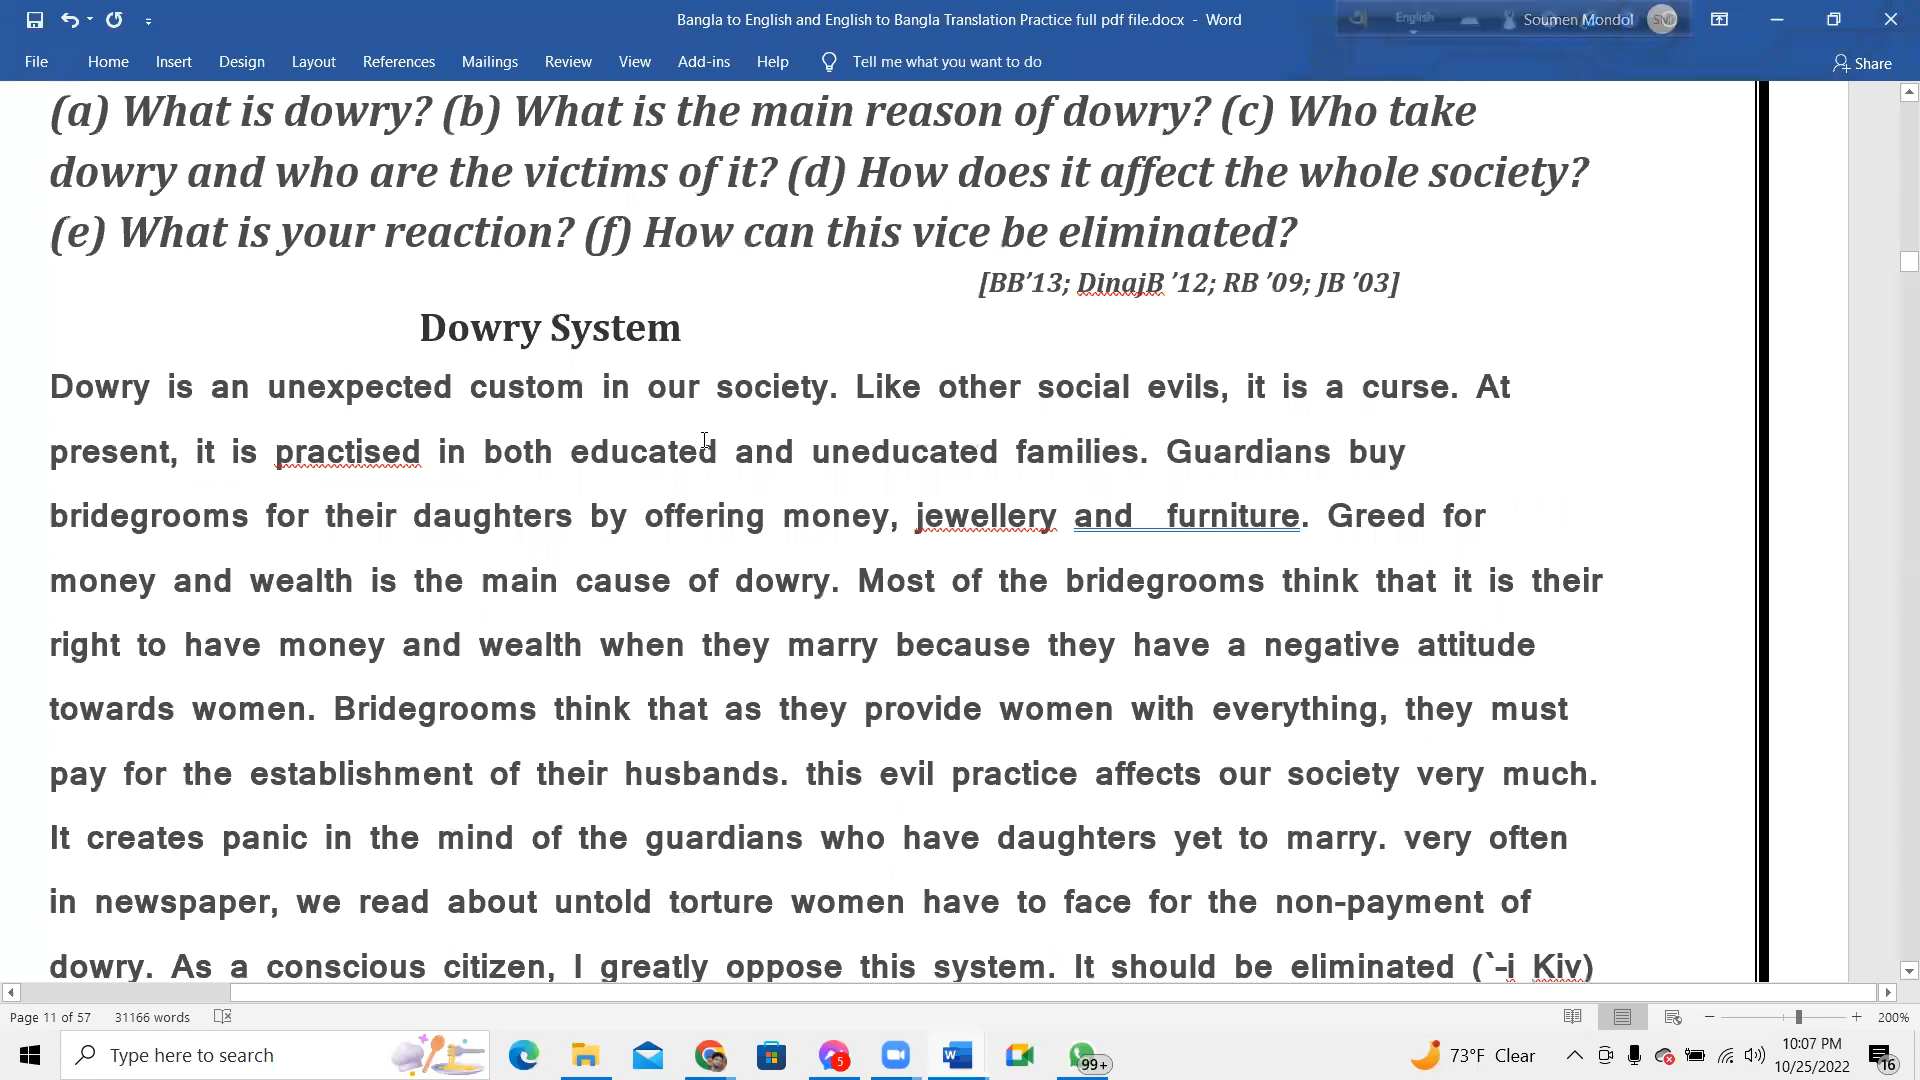 Bangla to English and English to Bangla Translation Practice full pdf file.docx - Word
English
Soumen Mondol
SM
File Home Insert Design Layout References Mailings Review View Add-ins Help Tell me what you want to do
Share
(a) What is dowry? (b) What is the main reason of dowry? (c) Who take
dowry and who are the victims of it? (d) How does it affect the whole society?
(e) What is your reaction? (f) How can this vice be eliminated?
[BB’13; DinajB ’12; RB ’09; JB ’03]
Dowry System
Dowry is an unexpected custom in our society. Like other social evils, it is a curse. At
present, it is practised in both educated and uneducated families. Guardians buy
bridegrooms for their daughters by offering money, jewellery and furniture. Greed for
money and wealth is the main cause of dowry. Most of the bridegrooms think that it is their
right to have money and wealth when they marry because they have a negative attitude
towards women. Bridegrooms think that as they provide women with everything, they must
pay for the establishment of their husbands. this evil practice affects our society very much.
It creates panic in the mind of the guardians who have daughters yet to marry. very often
in newspaper, we read about untold torture women have to face for the non-payment of
dowry. As a conscious citizen, I greatly oppose this system. It should be eliminated (`-i Kiv)
Page 11 of 57 31166 words
200%
Type here to search
5
99+
73°F Clear
10:07 PM
10/25/2022
16